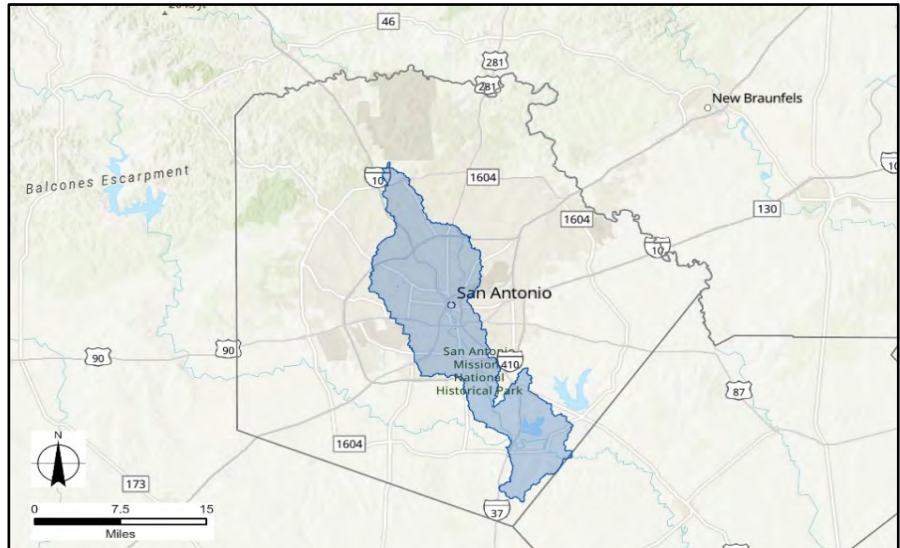 46
281
281
New Braunfels
Balcones Escarpment
10
1604
10
130
1604
10
San Antonio
90
90
San Antonio
Mission
National
Historical Park
410
87
1604
N
173
37
0 7.5 15
Miles